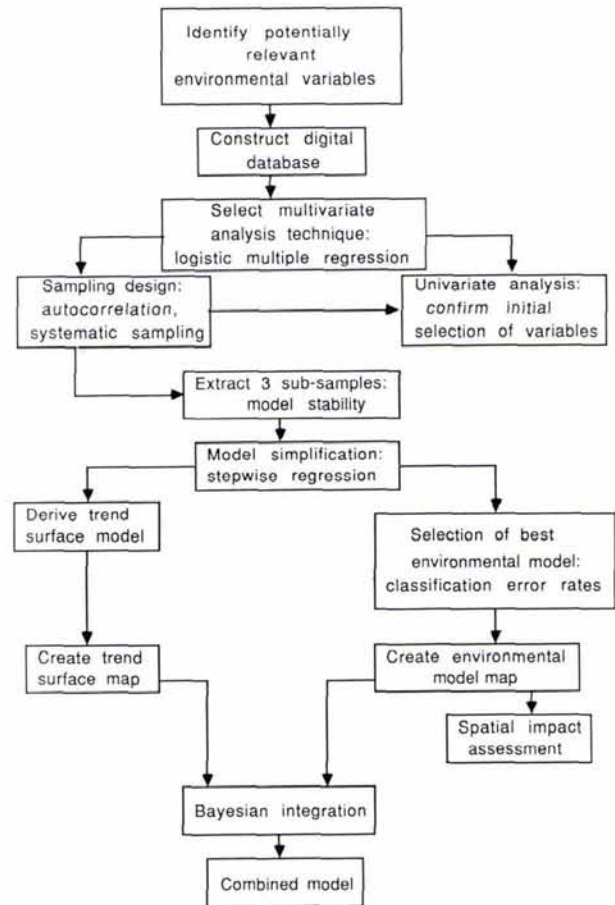 Identify potentially
relevant
environmental variables
Construct digital
database
Select multivariate
analysis technique:
logistic multiple regression
Sampling design:
autocorrelation,
systematic sampling
Univariate analysis:
confirm initial
selection of variables
Extract 3 sub-samples:
model stability
Model simplification:
stepwise regression
Derive trend
surface model
Selection of best
environmental model:
classification error rates
Create trend
surface map
Create environmental
model map
Spatial impact
assessment
Bayesian integration
Combined model